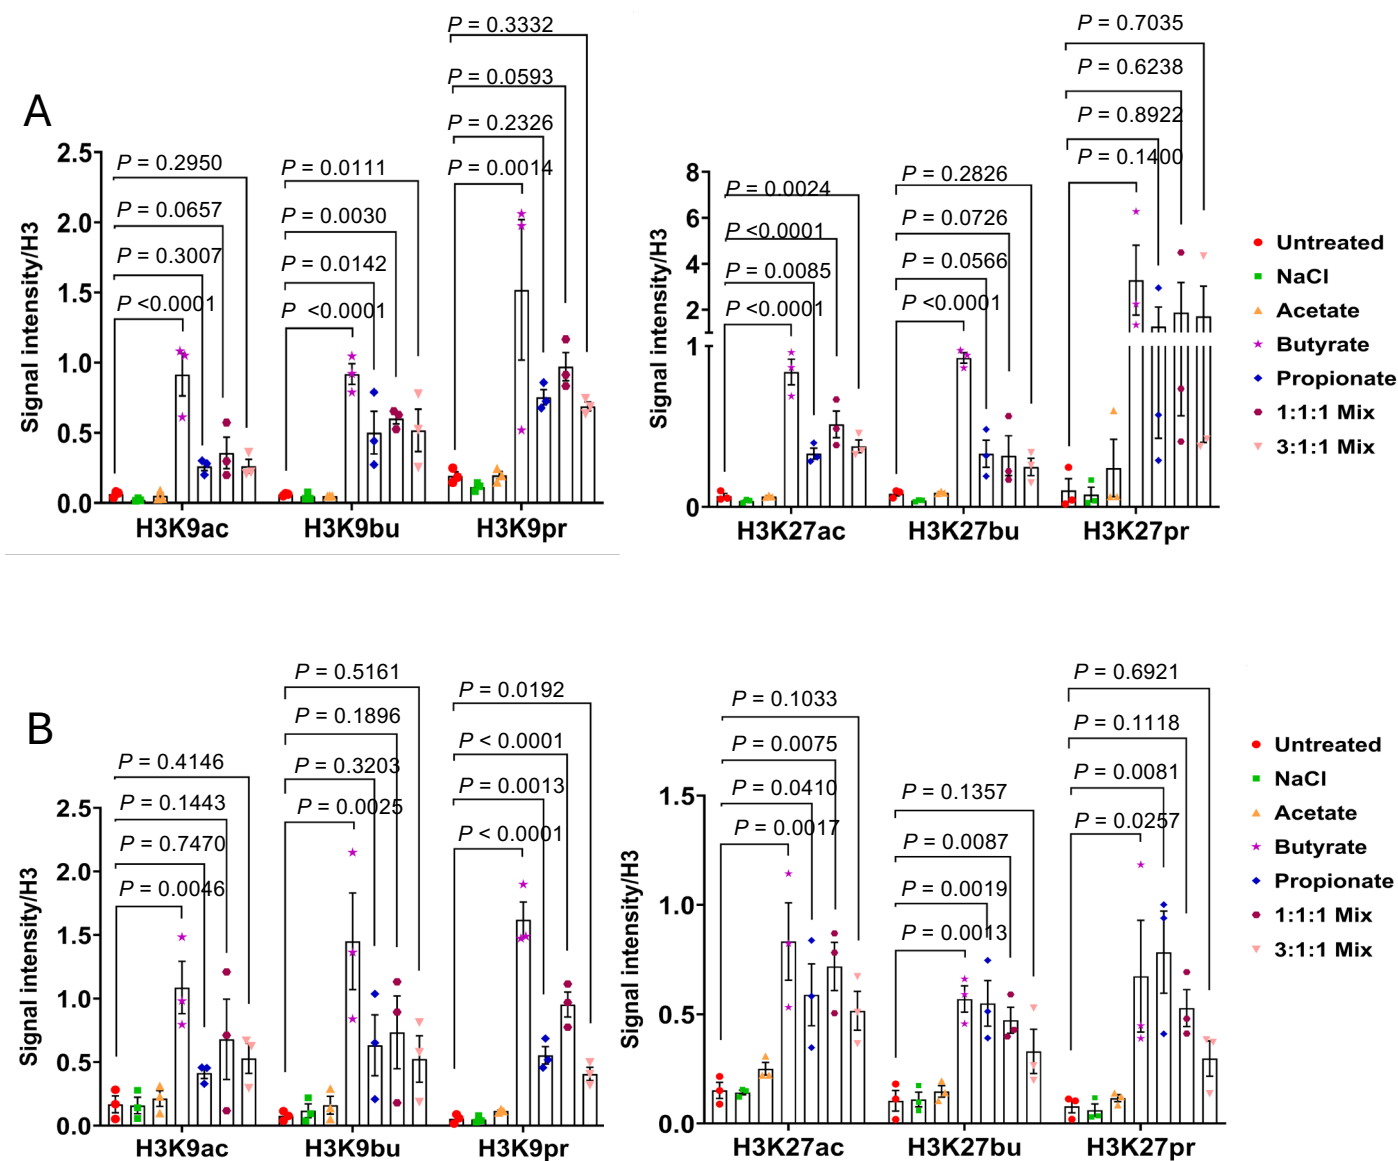 A
P = 0.2950
P = 0.0657
P = 0.3007
P <0.0001
P = 0.0111
P = 0.0030
P = 0.0142
P <0.0001
P = 0.3332
P = 0.0593
P = 0.2326
P = 0.0014
Signal intensity/H3
2.5
2.0
1.5
1.0
0.5
0.0
H3K9ac
H3K9bu
H3K9pr
P = 0.0024
P <0.0001
P = 0.0085
P <0.0001
P = 0.2826
P = 0.0726
P = 0.0566
P <0.0001
P = 0.7035
P = 0.6238
P = 0.8922
P = 0.1400
Signal intensity/H3
8
6
4
2
1
0
H3K27ac
H3K27bu
H3K27pr
Untreated
NaCl
Acetate
Butyrate
Propionate
1:1:1 Mix
3:1:1 Mix
B
P = 0.4146
P = 0.1443
P = 0.7470
P = 0.0046
P = 0.5161
P = 0.1896
P = 0.3203
P = 0.0025
P = 0.0192
P < 0.0001
P = 0.0013
P < 0.0001
Signal intensity/H3
2.5
2.0
1.5
1.0
0.5
0.0
H3K9ac
H3K9bu
H3K9pr
P = 0.1033
P = 0.0075
P = 0.0410
P = 0.0017
P = 0.1357
P = 0.0087
P = 0.0019
P = 0.0013
P = 0.6921
P = 0.1118
P = 0.0081
P = 0.0257
Signal intensity/H3
1.5
1.0
0.5
0.0
H3K27ac
H3K27bu
H3K27pr
Untreated
NaCl
Acetate
Butyrate
Propionate
1:1:1 Mix
3:1:1 Mix